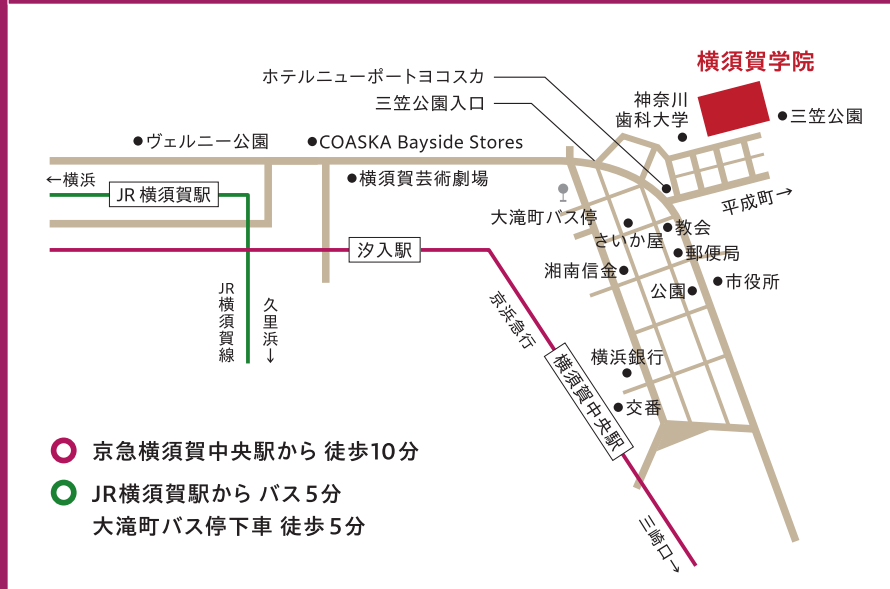 横須賀学院
ホテルニューポートヨコスカ
三笠公園入口
神奈川
歯科大学
三笠公園
ヴェルニー公園
COASKA Bayside Stores
←横浜
JR 横須賀駅
横須賀芸術劇場
平成町→
大滝町バス停
さいか屋
教会
郵便局
汐入駅
湘南信金
公園
市役所
JR横須賀線
久里浜→
京浜急行
横浜銀行
横須賀中央駅
交番
三崎口→
京急横須賀中央駅から 徒歩10分
JR横須賀駅から バス5分
大滝町バス停下車 徒歩5分